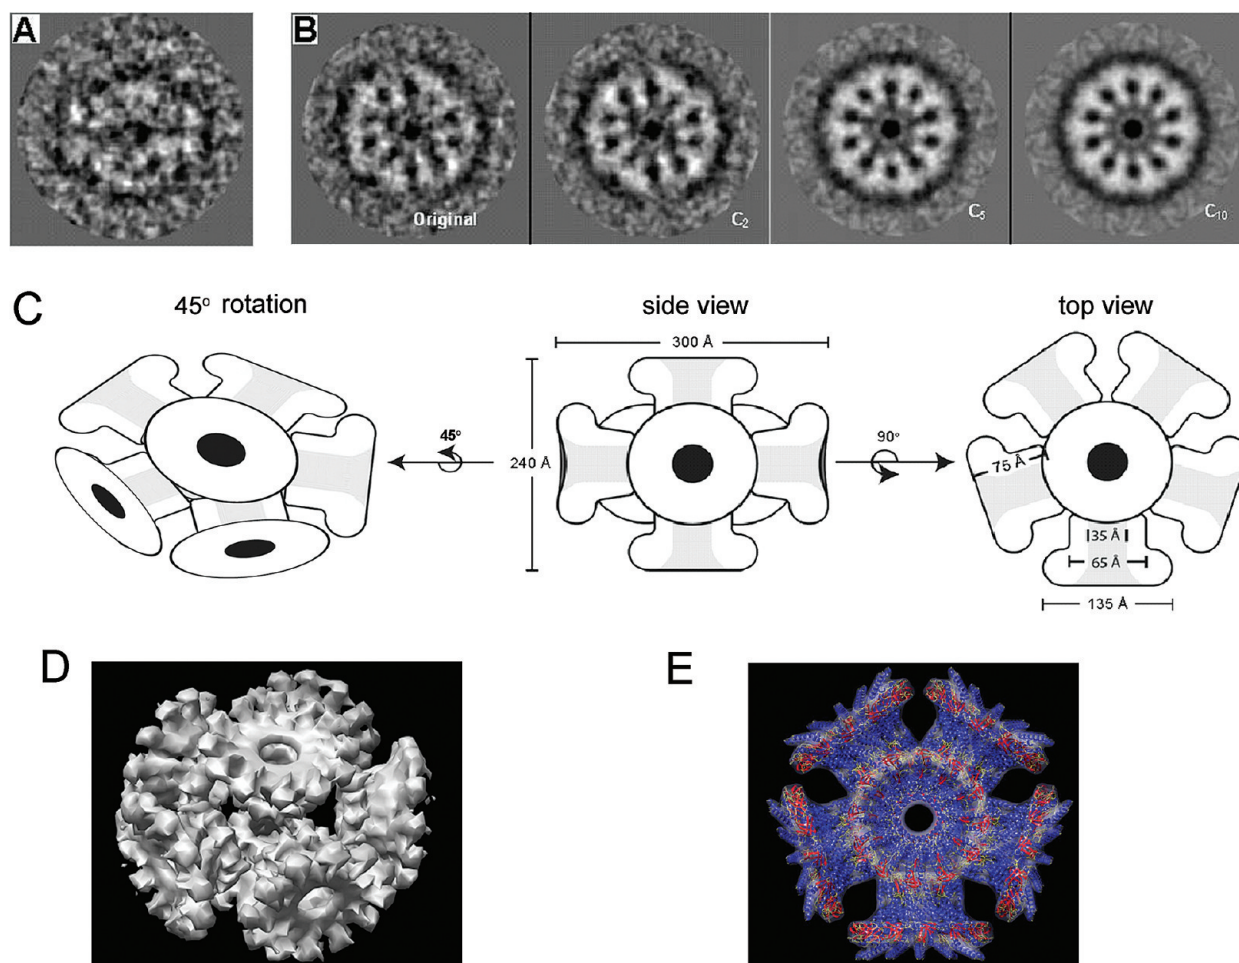 A
B
Original
C₂
C₅
C₁₀
C
45° rotation
side view
top view
300 Å
45°
240 Å
90°
75 Å
35 Å
65 Å
135 Å
D
E